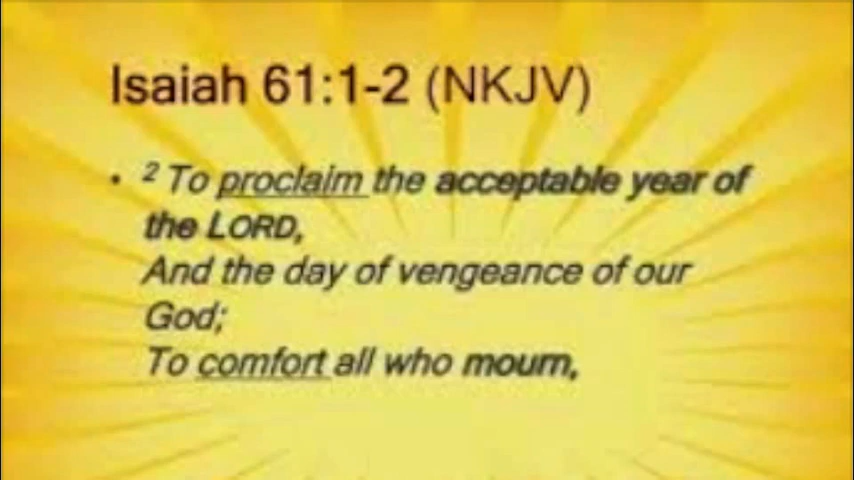 Isaiah 61:1-2 (NKJV)
• ² To proclaim the acceptable year of
the LORD,
And the day of vengeance of our
God;
To comfort all who mourn,